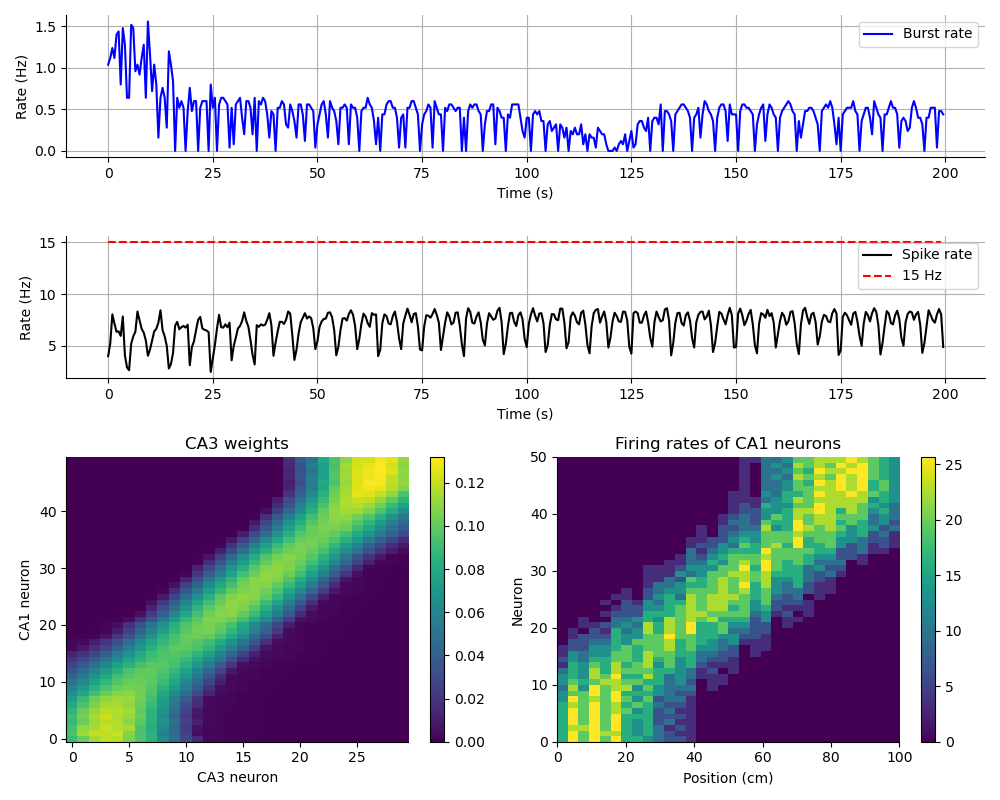 1.5
1.0
0.5
0.0
Rate (Hz)
Burst rate
0 25 50 75 100 125 150 175 200
Time (s)
15
10
5
Rate (Hz)
Spike rate
15 Hz
0 25 50 75 100 125 150 175 200
Time (s)
CA3 weights
40
30
20
10
0
CA1 neuron
0 5 10 15 20 25
CA3 neuron
0.12
0.10
0.08
0.06
0.04
0.02
0.00
Firing rates of CA1 neurons
50
40
30
20
10
0
Neuron
0 20 40 60 80 100
Position (cm)
25
20
15
10
5
0